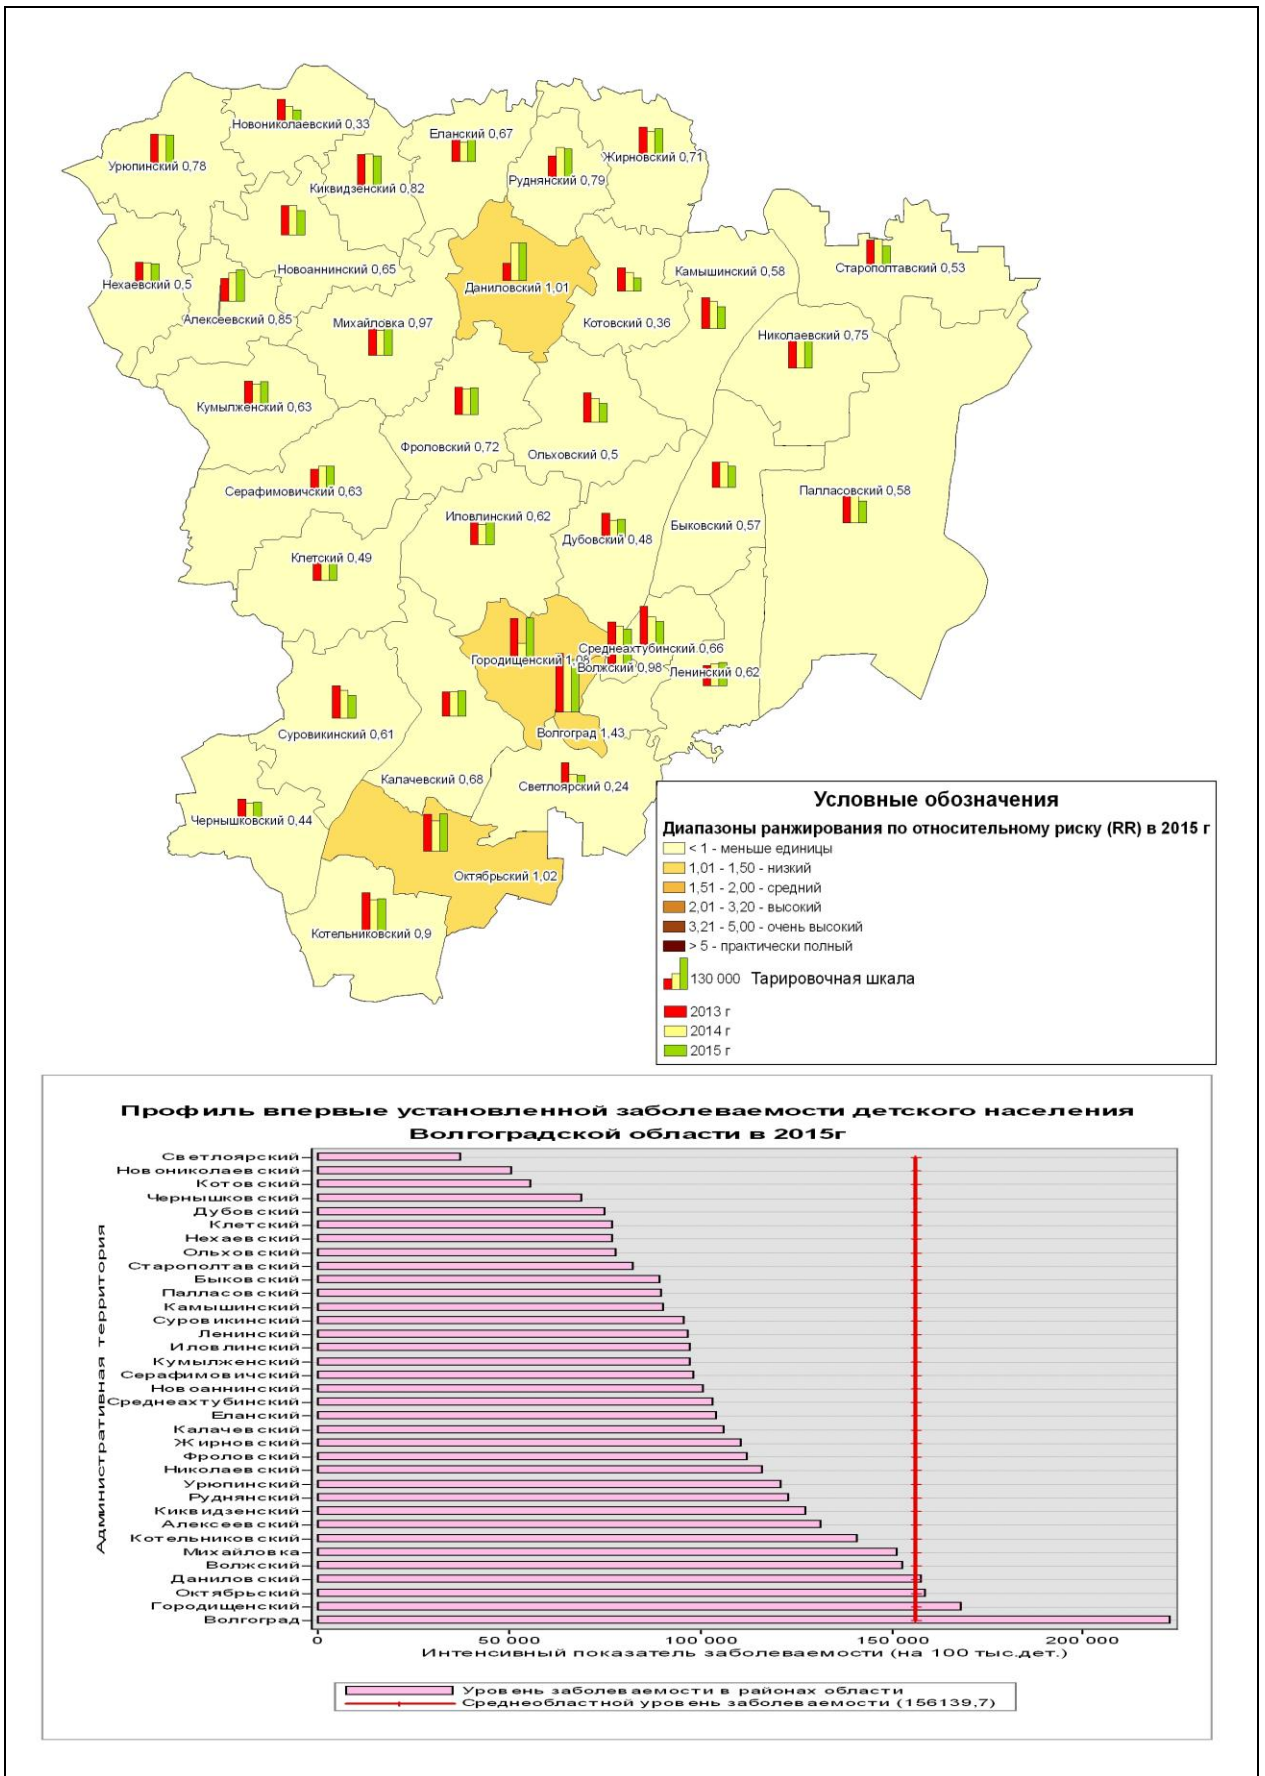 Новониколаевский 0,33
Еланский 0,67
Жирновский 0,71
Урюпинский 0,78
Руднянский 0,79
Киквидзенский 0,82
Новоаннинский 0,65
Камышинский 0,58
Старополтавский 0,53
Нехаевский 0,5
Даниловский 1,01
Алексеевский 0,85
Михайловка 0,97
Котовский 0,36
Николаевский 0,75
Кумылженский 0,63
Фроловский 0,72
Ольховский 0,5
Серафимовичский 0,63
Палласовский 0,58
Иловлинский 0,62
Быковский 0,57
Дубовский 0,48
Клетский 0,49
Среднеахтубинский 0,66
Городищенский 1,08
Волжский 0,98
Ленинский 0,62
Суровикинский 0,61
Волгоград 1,43
Калачевский 0,68
Светлоярский 0,24
Чернышковский 0,44
Октябрьский 1,02
Котельниковский 0,9
Условные обозначения
Диапазоны ранжирования по относительному риску (RR) в 2015 г
< 1 - меньше единицы
1,01 - 1,50 - низкий
1,51 - 2,00 - средний
2,01 - 3,20 - высокий
3,21 - 5,00 - очень высокий
> 5 - практически полный
130 000 Тарировочная шкала
2013 г
2014 г
2015 г
Профиль впервые установленной заболеваемости детского населения
Волгоградской области в 2015г
Административная территория
Светлоярский
Новониколаевский
Котовский
Чернышковский
Дубовский
Клетский
Нехаевский
Ольховский
Старополтавский
Быковский
Палласовский
Камышинский
Суровикинский
Ленинский
Иловлинский
Кумылженский
Серафимовичский
Новоаннинский
Среднеахтубинский
Еланский
Калачевский
Жирновский
Фроловский
Николаевский
Урюпинский
Руднянский
Киквидзенский
Алексеевский
Котельниковский
Михайловка
Волжский
Даниловский
Октябрьский
Городищенский
Волгоград
0 50 000 100 000 150 000 200 000
Интенсивный показатель заболеваемости (на 100 тыс.дет.)
Уровень заболеваемости в районах области
Среднеобластной уровень заболеваемости (156139,7)